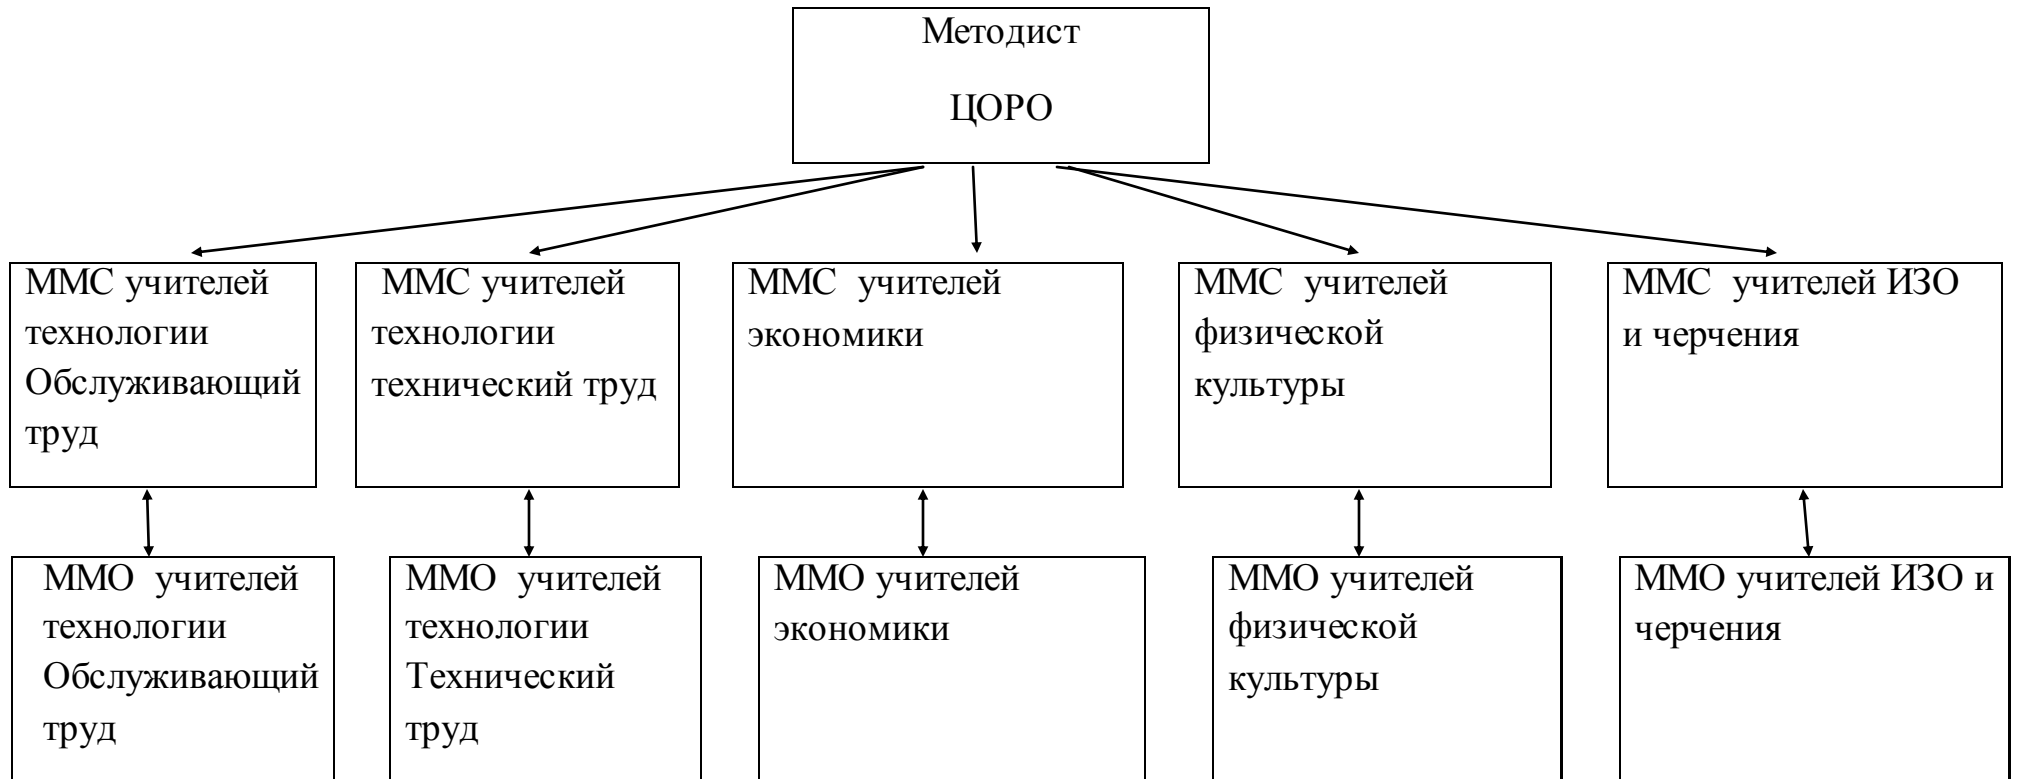 Методист
ЦОРО
ММС учителей
технологии
Обслуживающий
труд
ММС учителей
технологии
технический труд
ММС учителей
экономики
ММС учителей
физической
культуры
ММС учителей ИЗО
и черчения
ММО учителей
технологии
Обслуживающий
труд
ММО учителей
технологии
Технический
труд
ММО учителей
экономики
ММО учителей
физической
культуры
ММО учителей ИЗО и
черчения